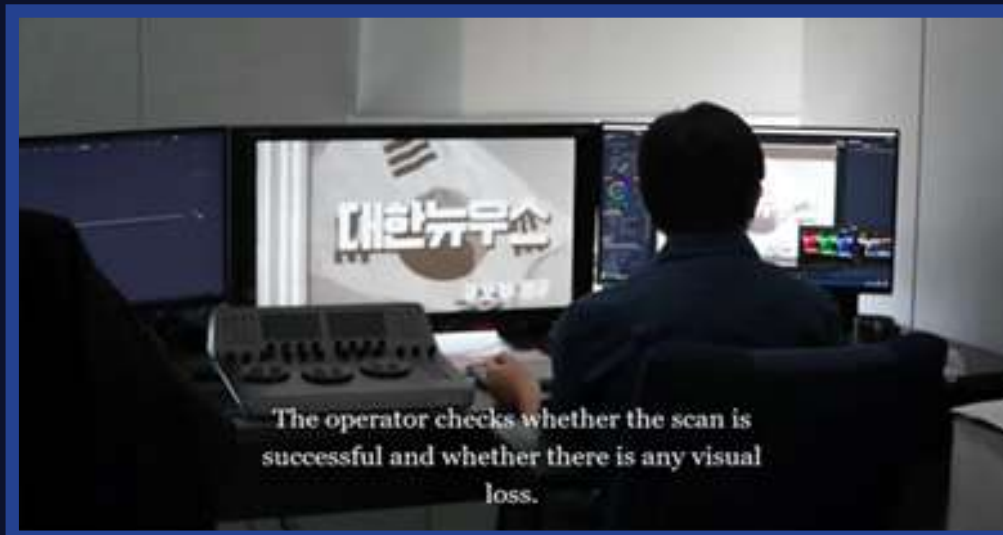 대한뉴우스
The operator checks whether the scan is
successful and whether there is any visual
loss.